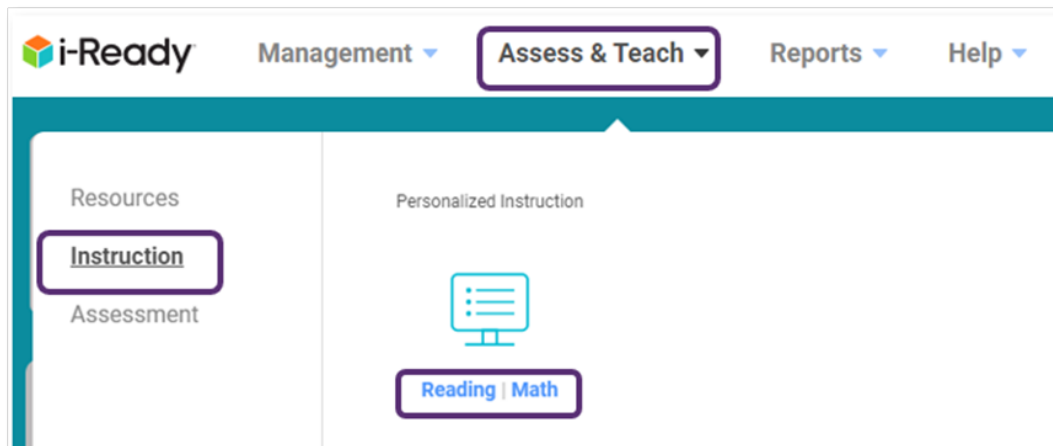 i-Ready Management Assess & Teach Reports Help
Resources
Personalized Instruction
Instruction
Assessment
Reading | Math